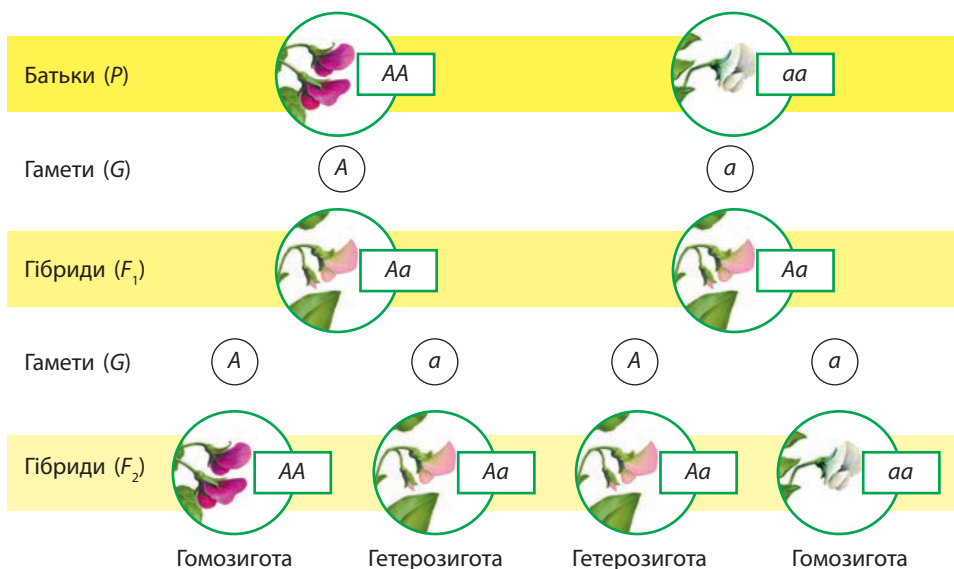 Батьки (P)
AA
aa
Гамети (G)
A
a
Гібриди (F₁)
Aa
Aa
Гамети (G)
A
a
A
a
Гібриди (F₂)
AA
Aa
Aa
aa
Гомозигота
Гетерозигота
Гетерозигота
Гомозигота